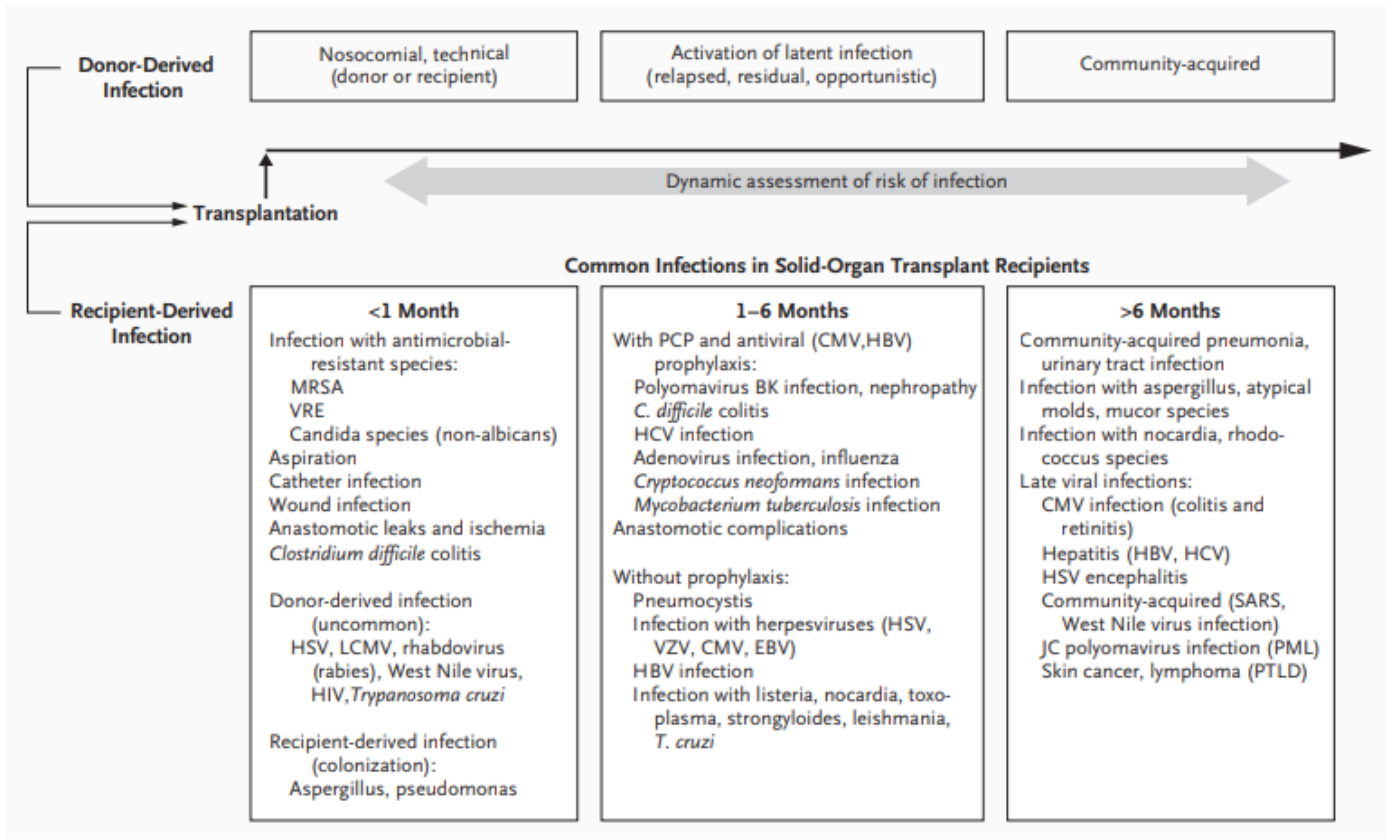 Donor-Derived
Infection
Nosocomial, technical
(donor or recipient)
Activation of latent infection
(relapsed, residual, opportunistic)
Community-acquired
Dynamic assessment of risk of infection
Transplantation
Common Infections in Solid-Organ Transplant Recipients
Recipient-Derived
Infection
<1 Month
Infection with antimicrobial-
resistant species:
MRSA
VRE
Candida species (non-albicans)
Aspiration
Catheter infection
Wound infection
Anastomotic leaks and ischemia
Clostridium difficile colitis
Donor-derived infection
(uncommon):
HSV, LCMV, rhabdovirus
(rabies), West Nile virus,
HIV,Trypanosoma cruzi
Recipient-derived infection
(colonization):
Aspergillus, pseudomonas
1–6 Months
With PCP and antiviral (CMV,HBV)
prophylaxis:
Polyomavirus BK infection, nephropathy
C. difficile colitis
HCV infection
Adenovirus infection, influenza
Cryptococcus neoformans infection
Mycobacterium tuberculosis infection
Anastomotic complications
Without prophylaxis:
Pneumocystis
Infection with herpesviruses (HSV,
VZV, CMV, EBV)
HBV infection
Infection with listeria, nocardia, toxo-
plasma, strongyloides, leishmania,
T. cruzi
>6 Months
Community-acquired pneumonia,
urinary tract infection
Infection with aspergillus, atypical
molds, mucor species
Infection with nocardia, rhodo-
coccus species
Late viral infections:
CMV infection (colitis and
retinitis)
Hepatitis (HBV, HCV)
HSV encephalitis
Community-acquired (SARS,
West Nile virus infection)
JC polyomavirus infection (PML)
Skin cancer, lymphoma (PTLD)